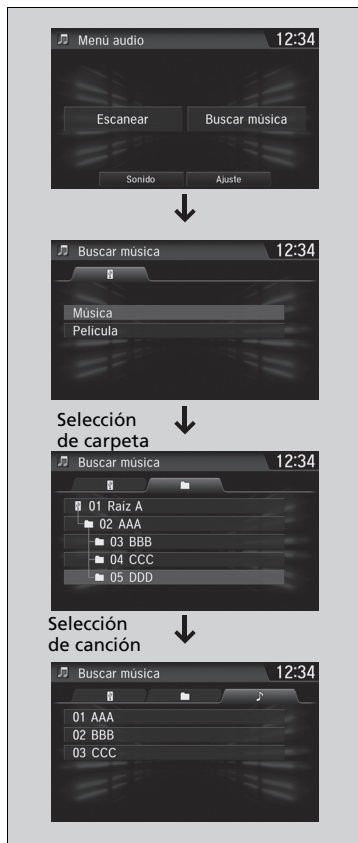 Menú audio 12:34
Escanear Buscar música
Sonido Ajuste
Buscar música 12:34
Música
Pelicula
Selección
de carpeta
Buscar música 12:34
01 Raiz A
02 AAA
03 BBB
04 CCC
05 DDD
Selección
de canción
Buscar música 12:34
01 AAA
02 BBB
03 CCC